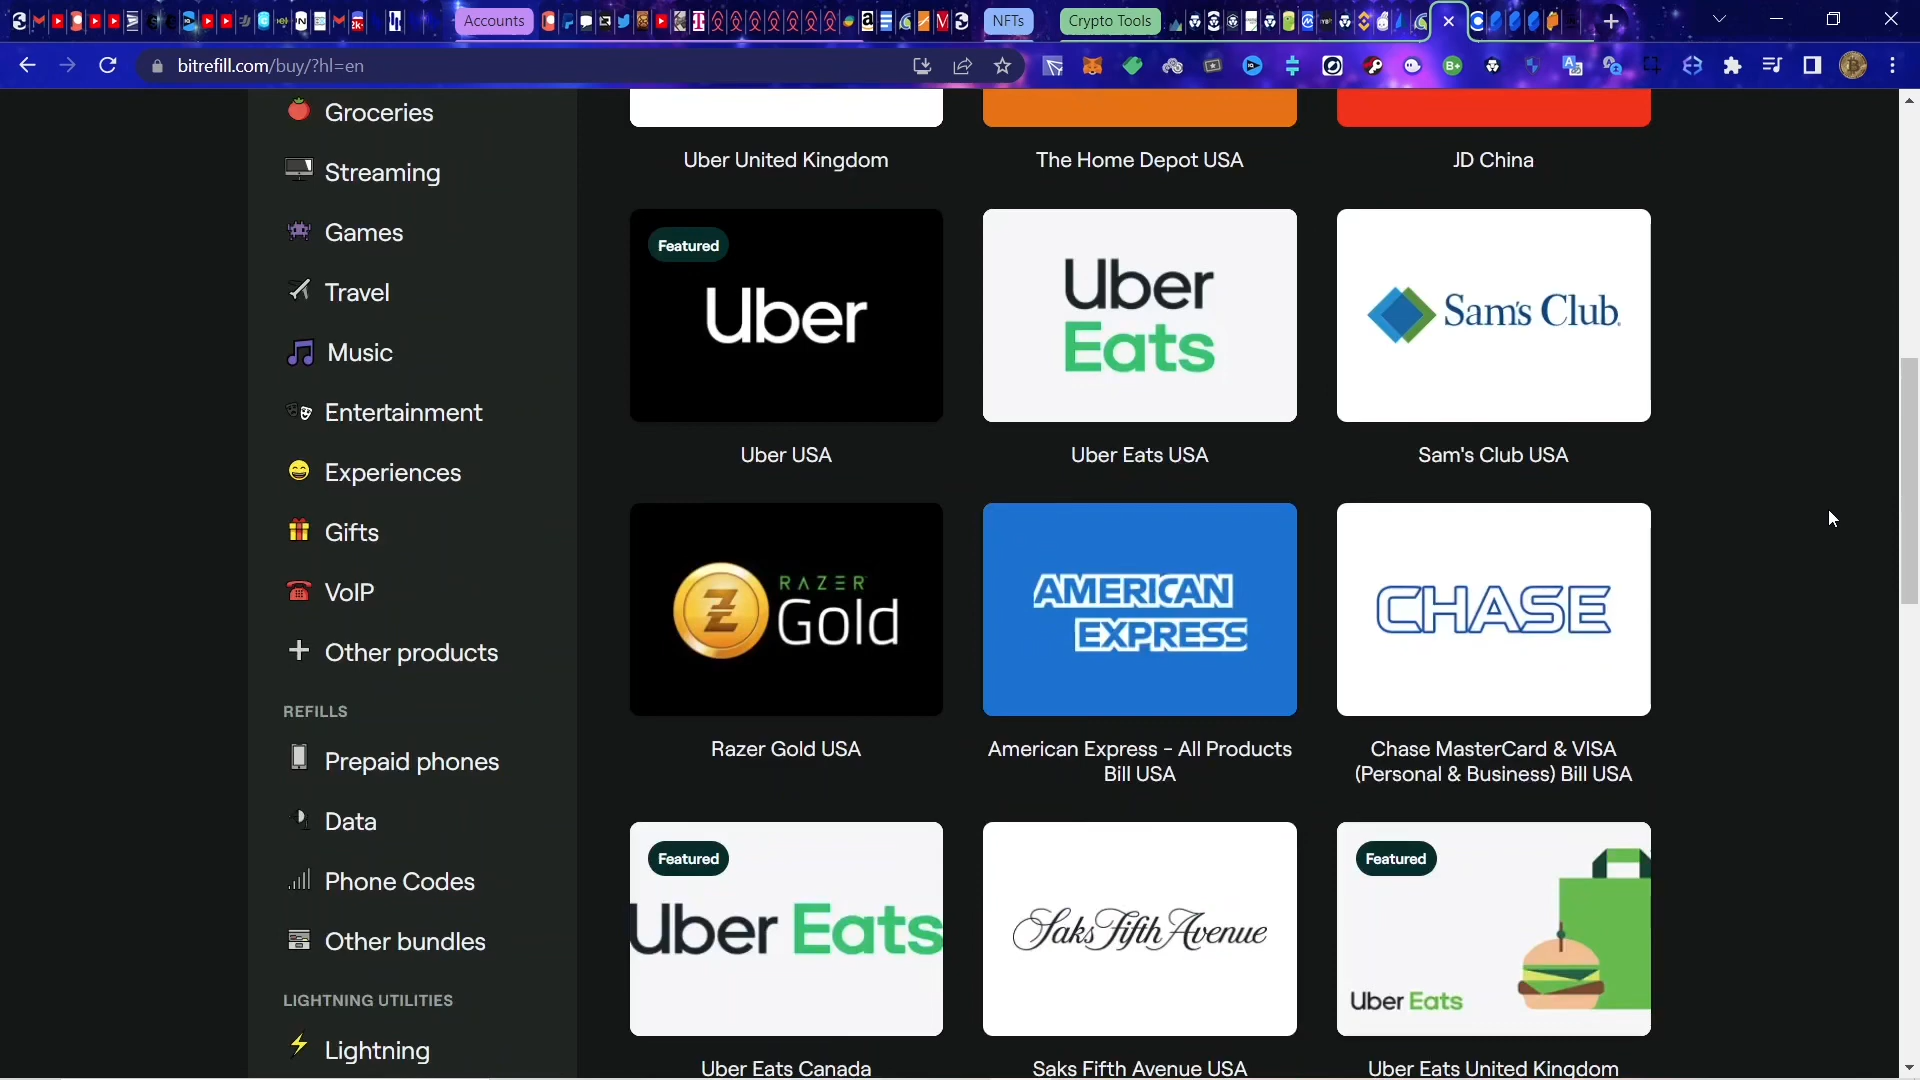 Accounts
NFTs
Crypto Tools
bitrefill.com/buy/?hl=en
Groceries
Streaming
Games
Travel
Music
Entertainment
Experiences
Gifts
VoIP
Other products
REFILLS
Prepaid phones
Data
Phone Codes
Other bundles
LIGHTNING UTILITIES
Lightning
Uber United Kingdom
The Home Depot USA
JD China
Featured
Uber
Uber
Eats
Sam's Club
Uber USA
Uber Eats USA
Sam's Club USA
RAZER
Gold
AMERICAN
EXPRESS
CHASE
Razer Gold USA
American Express - All Products
Bill USA
Chase MasterCard & VISA
(Personal & Business) Bill USA
Featured
Uber Eats
Saks Fifth Avenue
Featured
Uber Eats
Uber Eats Canada
Saks Fifth Avenue USA
Uber Eats United Kingdom